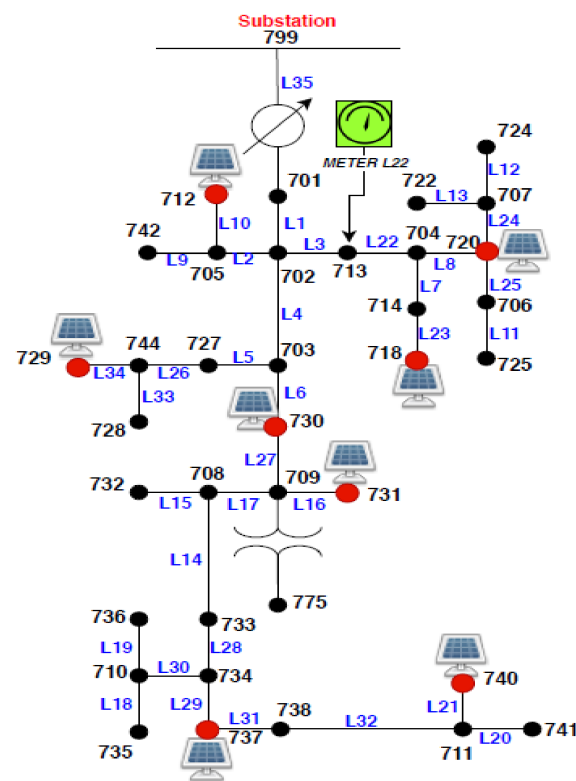 Substation
799
L35
METER L22
724
L12
712
701
722
L13
707
L10
L1
L24
742
704
720
L9
L2
L3
L22
L8
705
702
713
L7
L25
706
L4
714
L11
744
727
703
L23
729
L5
718
725
L34
L26
L33
L6
728
730
L27
708
709
732
731
L15
L17
L16
L14
775
736
733
L19
L28
710
L30
734
740
L18
L29
L21
L31
738
L32
735
737
711
L20
741